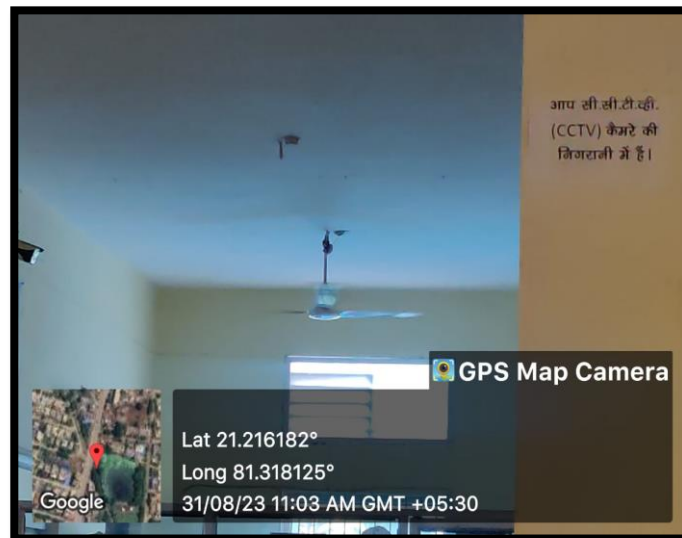 आप सी.सी.टी.व्ही.
(CCTV) कैमरे की
निगरानी में हैं।
GPS Map Camera
Lat 21.216182°
Long 81.318125°
31/08/23 11:03 AM GMT +05:30
Google